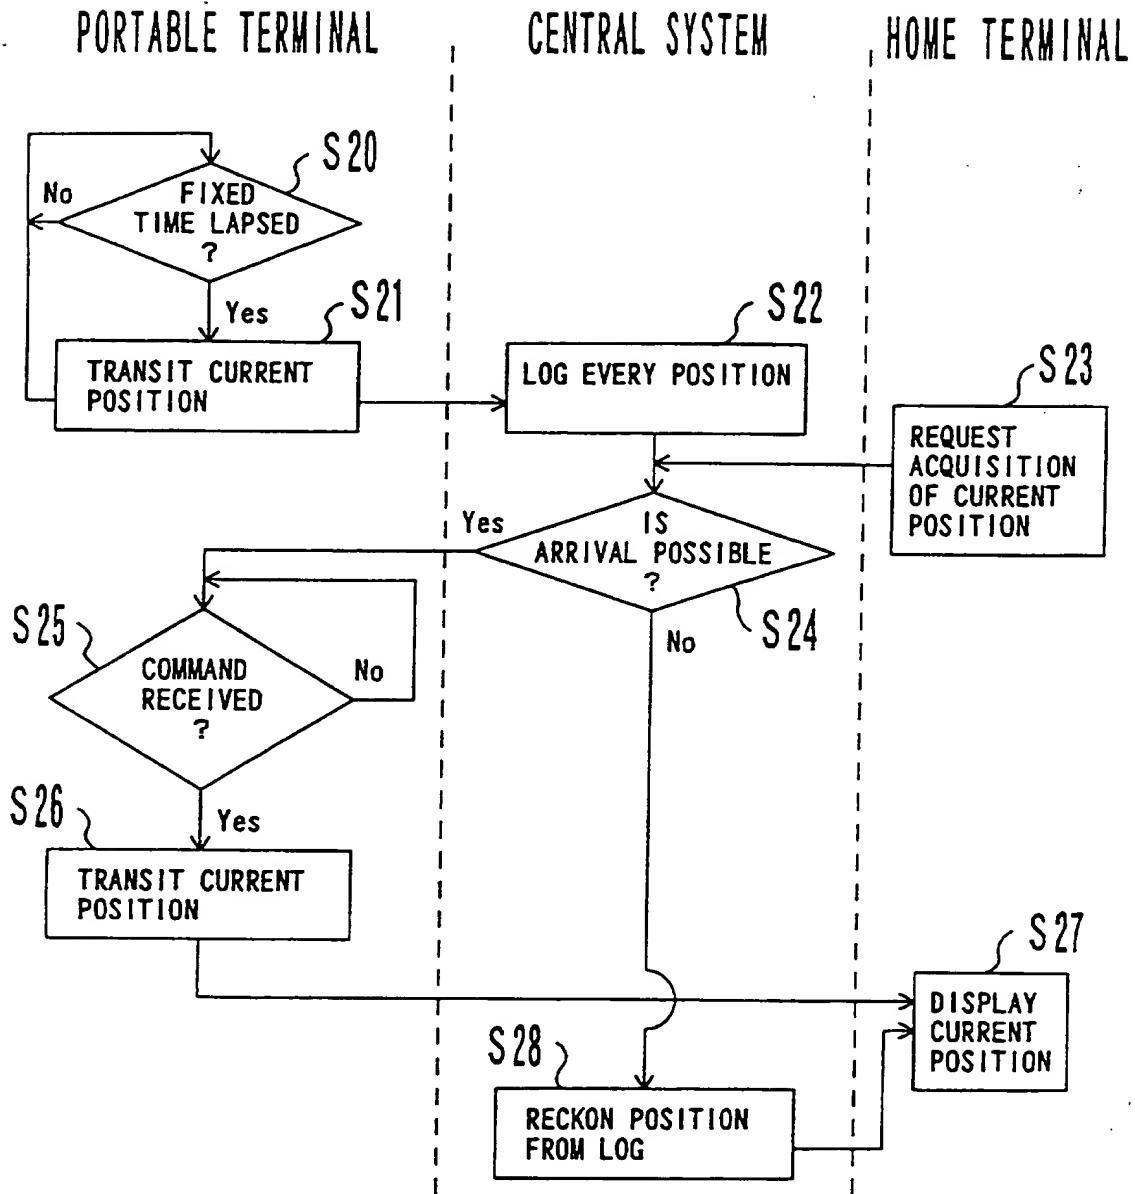 PORTABLE TERMINAL
CENTRAL SYSTEM
HOME TERMINAL
S20
No
FIXED
TIME LAPSED
?
Yes
S21
TRANSIT CURRENT
POSITION
S22
LOG EVERY POSITION
S23
REQUEST
ACQUISITION
OF CURRENT
POSITION
Yes
IS
ARRIVAL POSSIBLE
?
S24
No
S25
COMMAND
RECEIVED
?
No
S26
Yes
TRANSIT CURRENT
POSITION
S27
DISPLAY
CURRENT
POSITION
S28
RECKON POSITION
FROM LOG